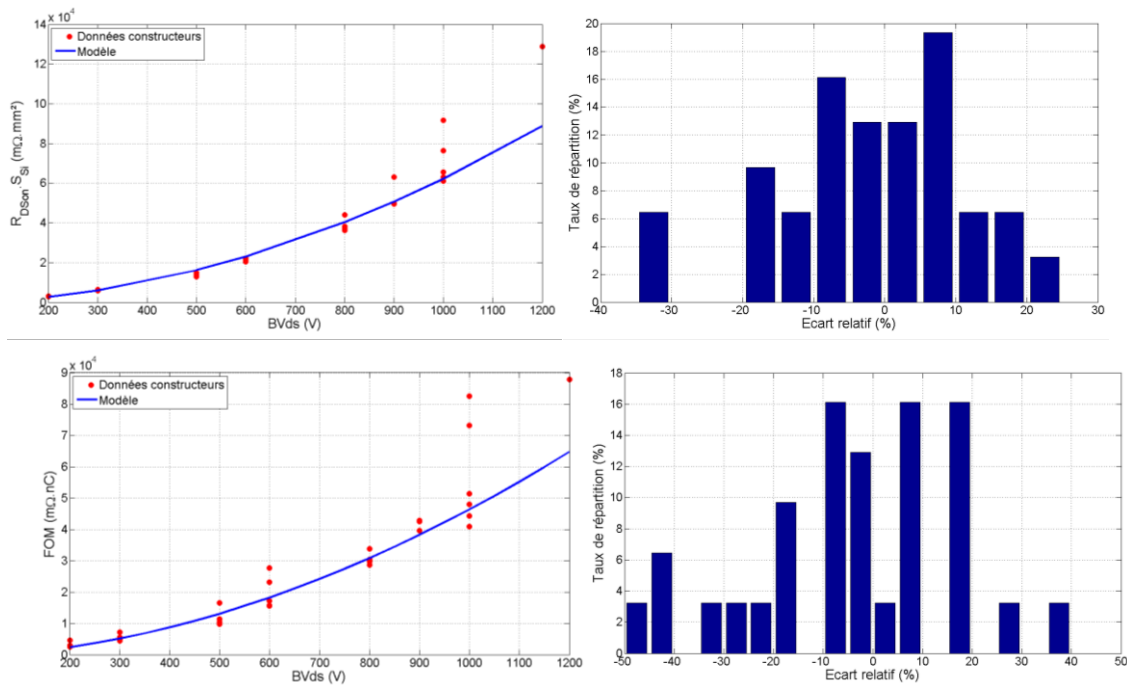 x 10⁴
14
12
10
8
6
4
2
0
R_DSon.S_Si (mΩ.mm²)
Données constructeurs
Modèle
200 300 400 500 600 700 800 900 1000 1100 1200
BVds (V)
20
18
16
14
12
10
8
6
4
2
0
Taux de répartition (%)
-40 -30 -20 -10 0 10 20 30
Ecart relatif (%)
x 10⁴
9
8
7
6
5
4
3
2
1
0
FOM (mΩ.nC)
Données constructeurs
Modèle
200 300 400 500 600 700 800 900 1000 1100 1200
BVds (V)
18
16
14
12
10
8
6
4
2
0
Taux de répartition (%)
-50 -40 -30 -20 -10 0 10 20 30 40 50
Ecart relatif (%)